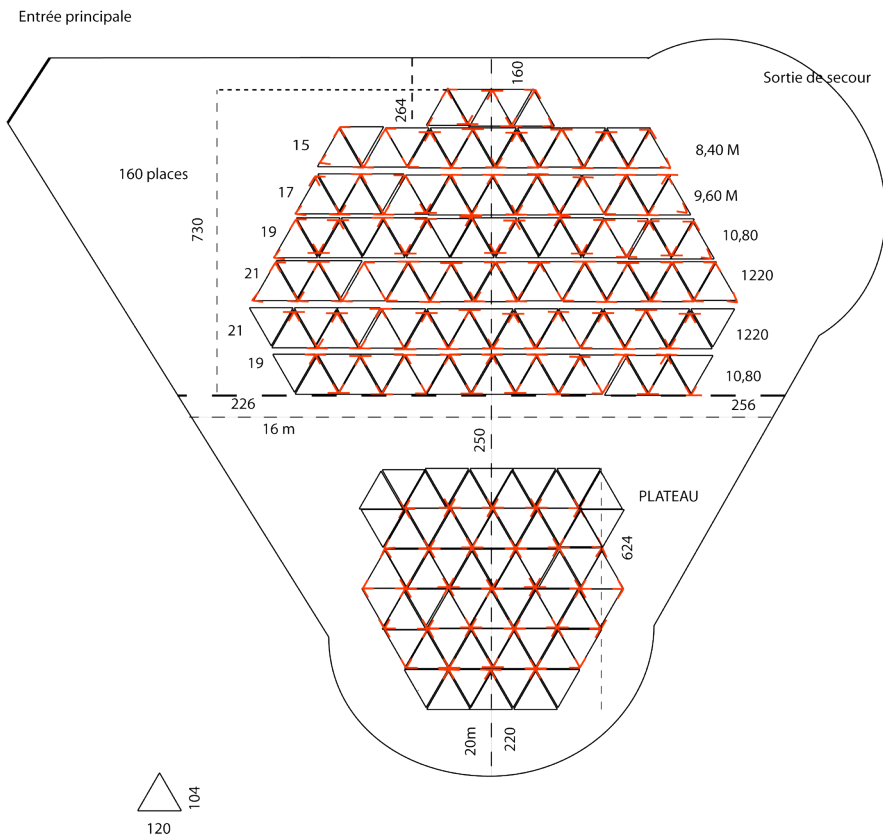 Entrée principale
160
Sortie de secour
264
15
8,40 M
160 places
17
9,60 M
730
19
10,80
21
1220
21
1220
19
10,80
226
256
16 m
250
PLATEAU
624
20m
220
104
120